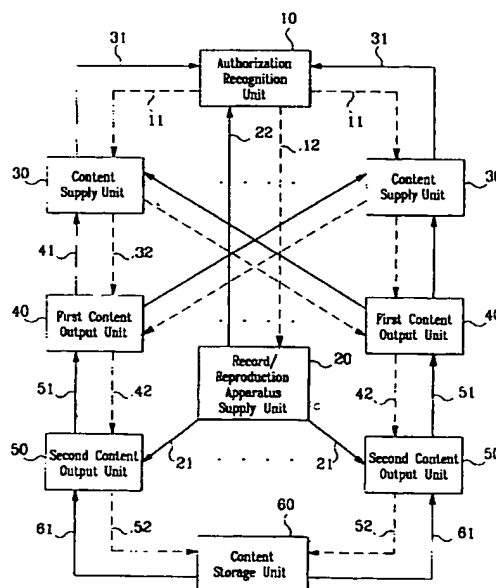 10
31
31
Authorization
Recognition
Unit
11
11
22
12
30
Content
Supply Unit
Content
Supply Unit
30
41
32
40
First Content
Output Unit
First Content
Output Unit
40
20
51
42
Record/
Reproduction
Apparatus
Supply Unit
c
42
51
50
Second Content
Output Unit
21
21
Second Content
Output Unit
50
60
61
52
Content
Storage Unit
52
61